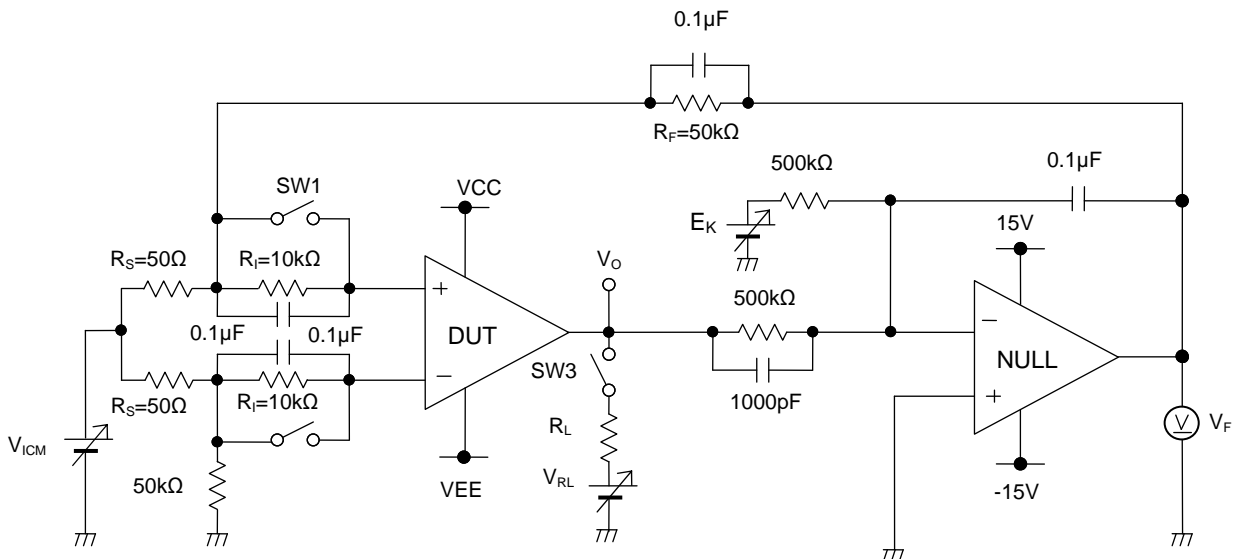 0.1µF
R_F=50kΩ
500kΩ
0.1µF
SW1
VCC
E_K
15V
R_S=50Ω
R_I=10kΩ
V_O
500kΩ
0.1µF
0.1µF
+
DUT
−
−
NULL
+
SW3
1000pF
R_S=50Ω
R_I=10kΩ
R_L
V
V_F
V_ICM
50kΩ
VEE
V_RL
-15V